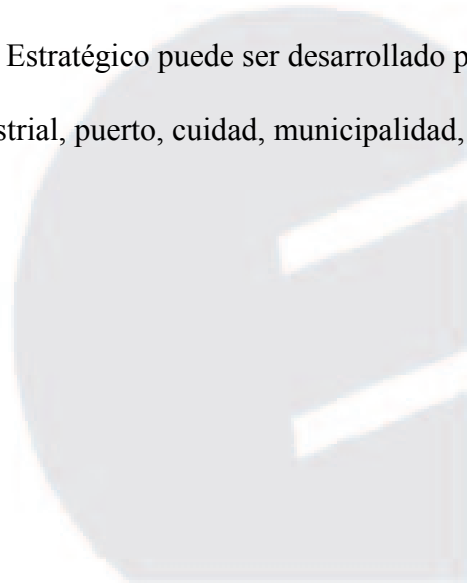 Estratégico puede ser desarrollado p
strial, puerto, cuidad, municipalidad,